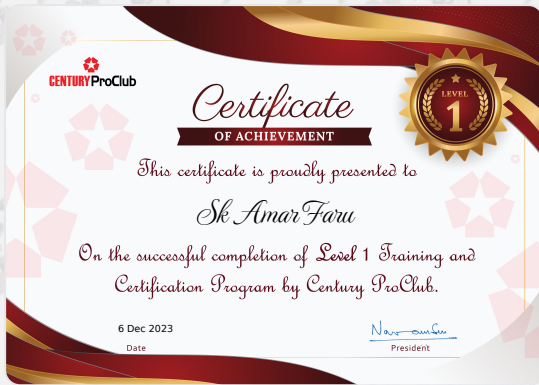 CENTURY ProClub
LEVEL
1
Certificate
OF ACHIEVEMENT
This certificate is proudly presented to
Sk Amar Faru
On the successful completion of Level 1 Training and
Certification Program by Century ProClub.
6 Dec 2023
Date
President